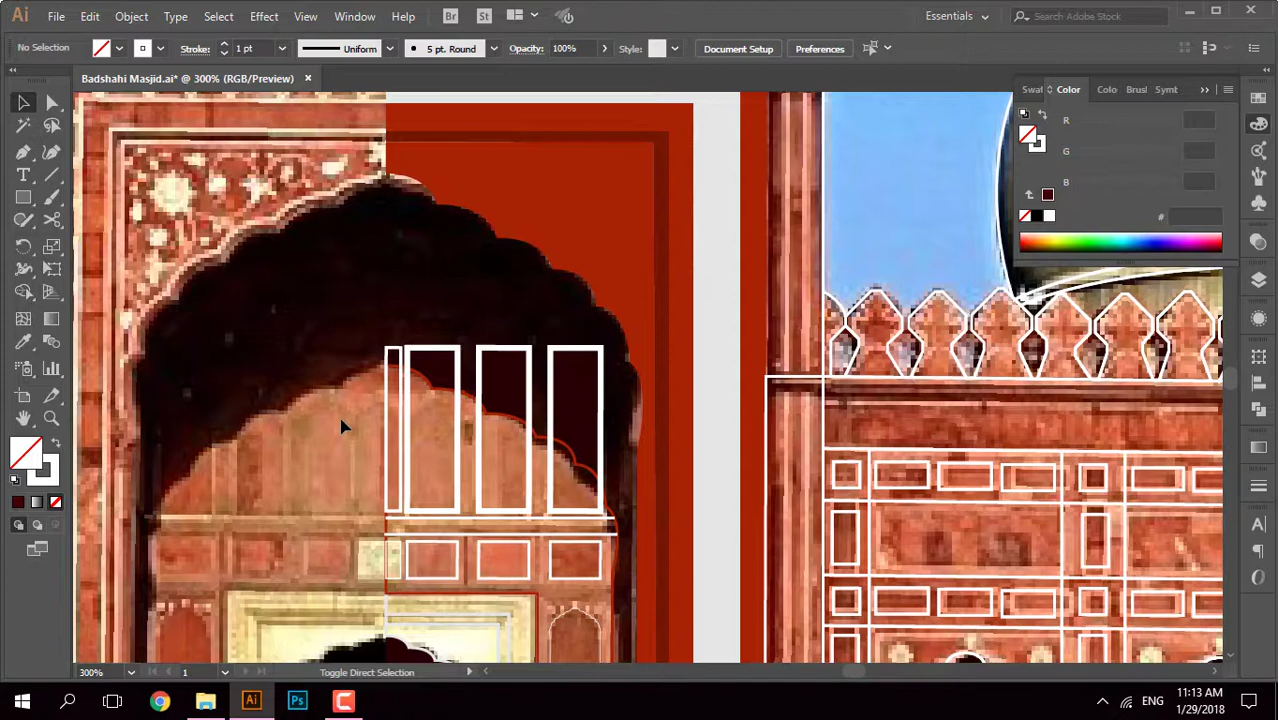 Ai File Edit Object Type Select Effect View Window Help Br St Essentials Search Adobe Stock
No Selection Stroke: 1 pt Uniform 5 pt. Round Opacity: 100% Style: Document Setup Preferences
Badshahi Masjid.ai* @ 300% (RGB/Preview) ×
Swat Color Colo Brus Symt
R
G
B
#
300% 1 Toggle Direct Selection
Ai Ps ENG 11:13 AM
1/29/2018